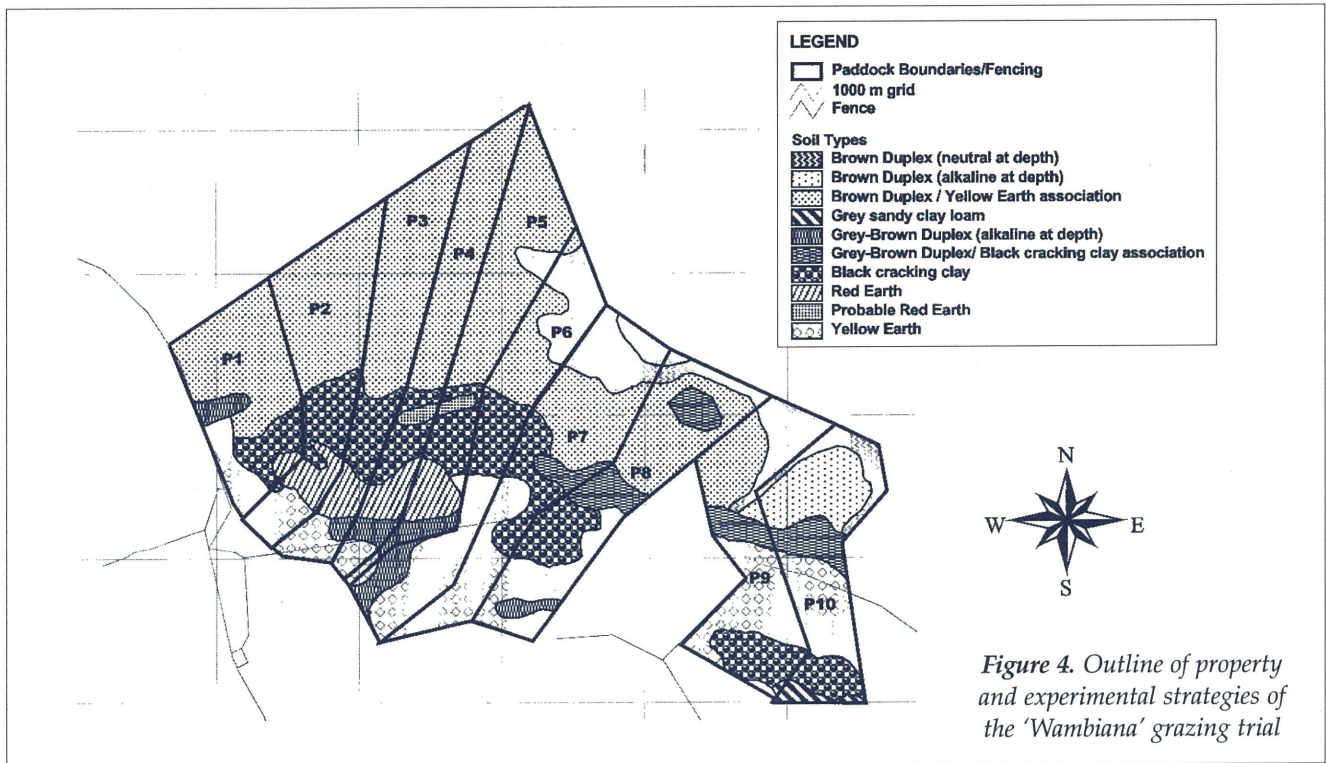 LEGEND
Paddock Boundaries/Fencing
1000 m grid
Fence
Soil Types
Brown Duplex (neutral at depth)
Brown Duplex (alkaline at depth)
Brown Duplex / Yellow Earth association
Grey sandy clay loam
Grey-Brown Duplex (alkaline at depth)
Grey-Brown Duplex/ Black cracking clay association
Black cracking clay
Red Earth
Probable Red Earth
Yellow Earth
P1
P2
P3
P4
P5
P6
P7
P8
P9
P10
N
W
E
S
Figure 4. Outline of property
and experimental strategies of
the ‘Wambiana’ grazing trial